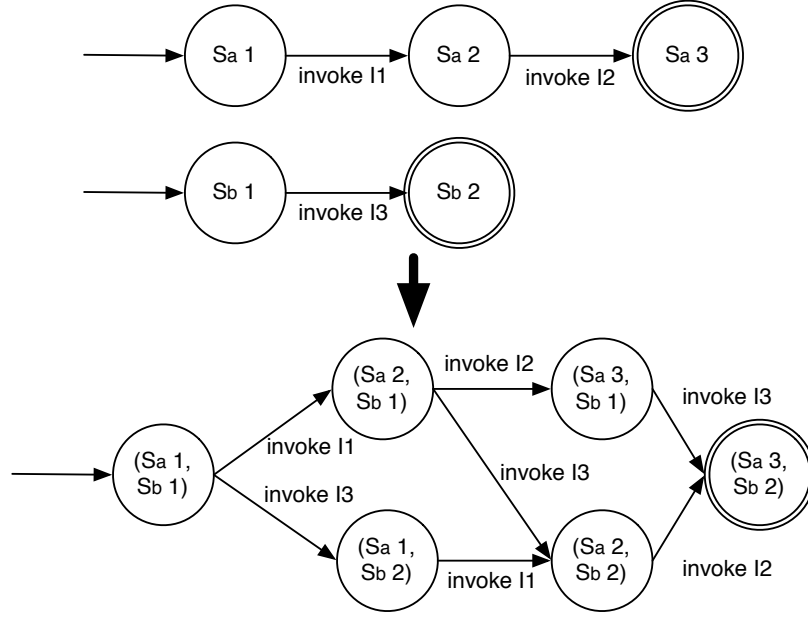 Sa 1
invoke I1
Sa 2
invoke I2
Sa 3
Sb 1
invoke I3
Sb 2
(Sa 1,
Sb 1)
invoke I1
invoke I3
(Sa 2,
Sb 1)
invoke I2
(Sa 3,
Sb 1)
invoke I3
invoke I3
(Sa 1,
Sb 2)
invoke I1
(Sa 2,
Sb 2)
invoke I2
(Sa 3,
Sb 2)